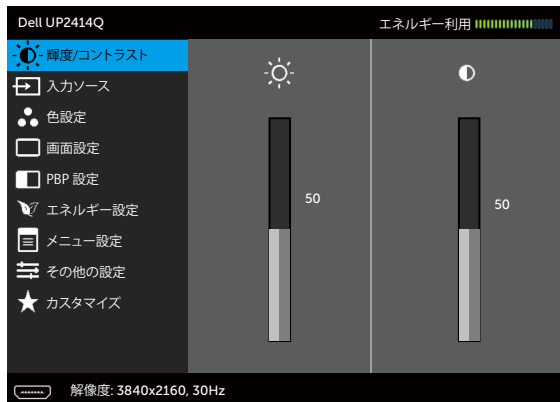 Dell UP2414Q
エネルギー利用
輝度/コントラスト
入力ソース
色設定
画面設定
PBP 設定
エネルギー設定
メニュー設定
その他の設定
カスタマイズ
50
50
解像度: 3840x2160, 30Hz